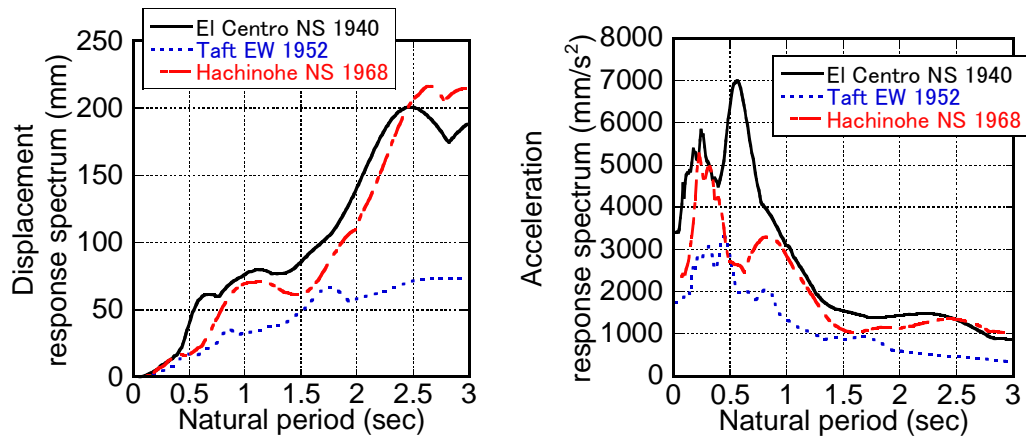 El Centro NS 1940
Taft EW 1952
Hachinohe NS 1968
Displacement
response spectrum (mm)
250
200
150
100
50
0
0 0.5 1 1.5 2 2.5 3
Natural period (sec)
El Centro NS 1940
Taft EW 1952
Hachinohe NS 1968
Acceleration
response spectrum (mm/s²)
8000
7000
6000
5000
4000
3000
2000
1000
0
0 0.5 1 1.5 2 2.5 3
Natural period (sec)